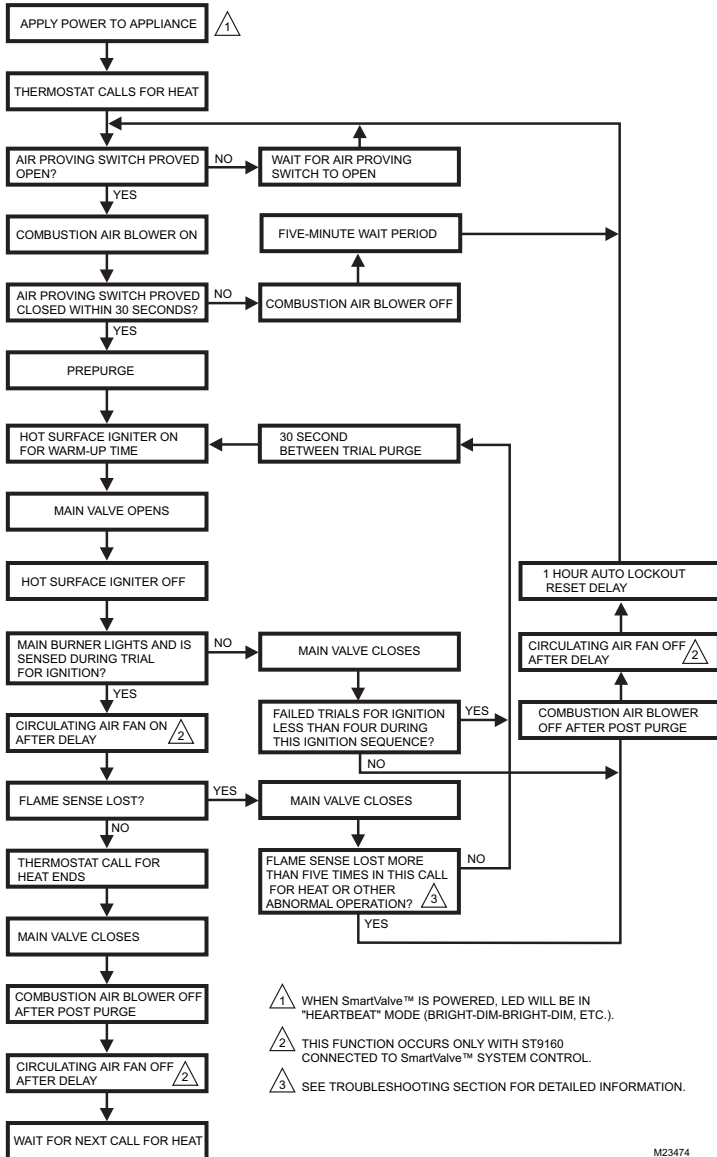 APPLY POWER TO APPLIANCE
1
THERMOSTAT CALLS FOR HEAT
AIR PROVING SWITCH PROVED
OPEN?
NO
WAIT FOR AIR PROVING
SWITCH TO OPEN
YES
COMBUSTION AIR BLOWER ON
FIVE-MINUTE WAIT PERIOD
AIR PROVING SWITCH PROVED
CLOSED WITHIN 30 SECONDS?
NO
COMBUSTION AIR BLOWER OFF
YES
PREPURGE
HOT SURFACE IGNITER ON
FOR WARM-UP TIME
30 SECOND
BETWEEN TRIAL PURGE
MAIN VALVE OPENS
HOT SURFACE IGNITER OFF
1 HOUR AUTO LOCKOUT
RESET DELAY
MAIN BURNER LIGHTS AND IS
SENSED DURING TRIAL
FOR IGNITION?
NO
MAIN VALVE CLOSES
CIRCULATING AIR FAN OFF
AFTER DELAY
2
YES
CIRCULATING AIR FAN ON
AFTER DELAY
2
FAILED TRIALS FOR IGNITION
LESS THAN FOUR DURING
THIS IGNITION SEQUENCE?
YES
COMBUSTION AIR BLOWER
OFF AFTER POST PURGE
NO
FLAME SENSE LOST?
YES
MAIN VALVE CLOSES
NO
THERMOSTAT CALL FOR
HEAT ENDS
FLAME SENSE LOST MORE
THAN FIVE TIMES IN THIS CALL
FOR HEAT OR OTHER
ABNORMAL OPERATION?
3
NO
YES
MAIN VALVE CLOSES
COMBUSTION AIR BLOWER OFF
AFTER POST PURGE
CIRCULATING AIR FAN OFF
AFTER DELAY
2
WAIT FOR NEXT CALL FOR HEAT
1 WHEN SmartValve™ IS POWERED, LED WILL BE IN
"HEARTBEAT" MODE (BRIGHT-DIM-BRIGHT-DIM, ETC.).
2 THIS FUNCTION OCCURS ONLY WITH ST9160
CONNECTED TO SmartValve™ SYSTEM CONTROL.
3 SEE TROUBLESHOOTING SECTION FOR DETAILED INFORMATION.
M23474